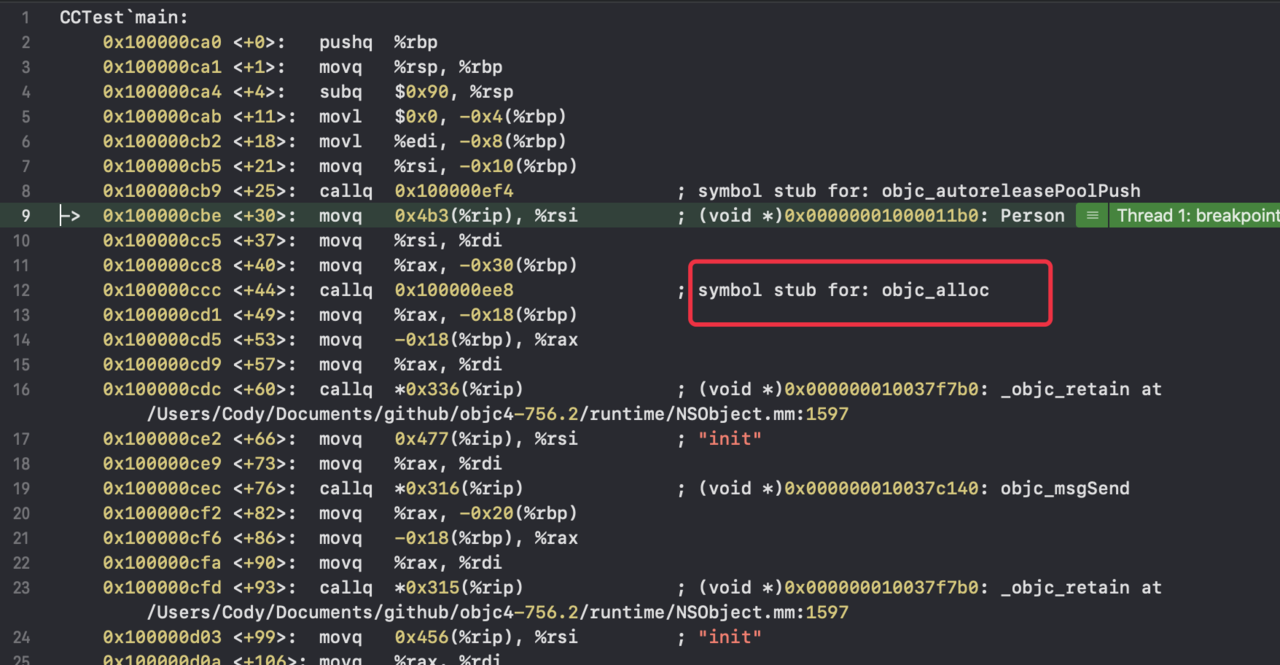 1 CCTest`main:
2 0x100000ca0 <+0>: pushq %rbp
3 0x100000ca1 <+1>: movq %rsp, %rbp
4 0x100000ca4 <+4>: subq $0x90, %rsp
5 0x100000cab <+11>: movl $0x0, -0x4(%rbp)
6 0x100000cb2 <+18>: movl %edi, -0x8(%rbp)
7 0x100000cb5 <+21>: movq %rsi, -0x10(%rbp)
8 0x100000cb9 <+25>: callq 0x100000ef4 ; symbol stub for: objc_autoreleasePoolPush
9 -> 0x100000cbe <+30>: movq 0x4b3(%rip), %rsi ; (void *)0x00000001000011b0: Person Thread 1: breakpoint
10 0x100000cc5 <+37>: movq %rsi, %rdi
11 0x100000cc8 <+40>: movq %rax, -0x30(%rbp)
12 0x100000ccc <+44>: callq 0x100000ee8 ; symbol stub for: objc_alloc
13 0x100000cd1 <+49>: movq %rax, -0x18(%rbp)
14 0x100000cd5 <+53>: movq -0x18(%rbp), %rax
15 0x100000cd9 <+57>: movq %rax, %rdi
16 0x100000cdc <+60>: callq *0x336(%rip) ; (void *)0x000000010037f7b0: _objc_retain at
/Users/Cody/Documents/github/objc4-756.2/runtime/NSObject.mm:1597
17 0x100000ce2 <+66>: movq 0x477(%rip), %rsi ; "init"
18 0x100000ce9 <+73>: movq %rax, %rdi
19 0x100000cec <+76>: callq *0x316(%rip) ; (void *)0x000000010037c140: objc_msgSend
20 0x100000cf2 <+82>: movq %rax, -0x20(%rbp)
21 0x100000cf6 <+86>: movq -0x18(%rbp), %rax
22 0x100000cfa <+90>: movq %rax, %rdi
23 0x100000cfd <+93>: callq *0x315(%rip) ; (void *)0x000000010037f7b0: _objc_retain at
/Users/Cody/Documents/github/objc4-756.2/runtime/NSObject.mm:1597
24 0x100000d03 <+99>: movq 0x456(%rip), %rsi ; "init"
25 0x100000d0a <+106>: movq %rax, %rdi